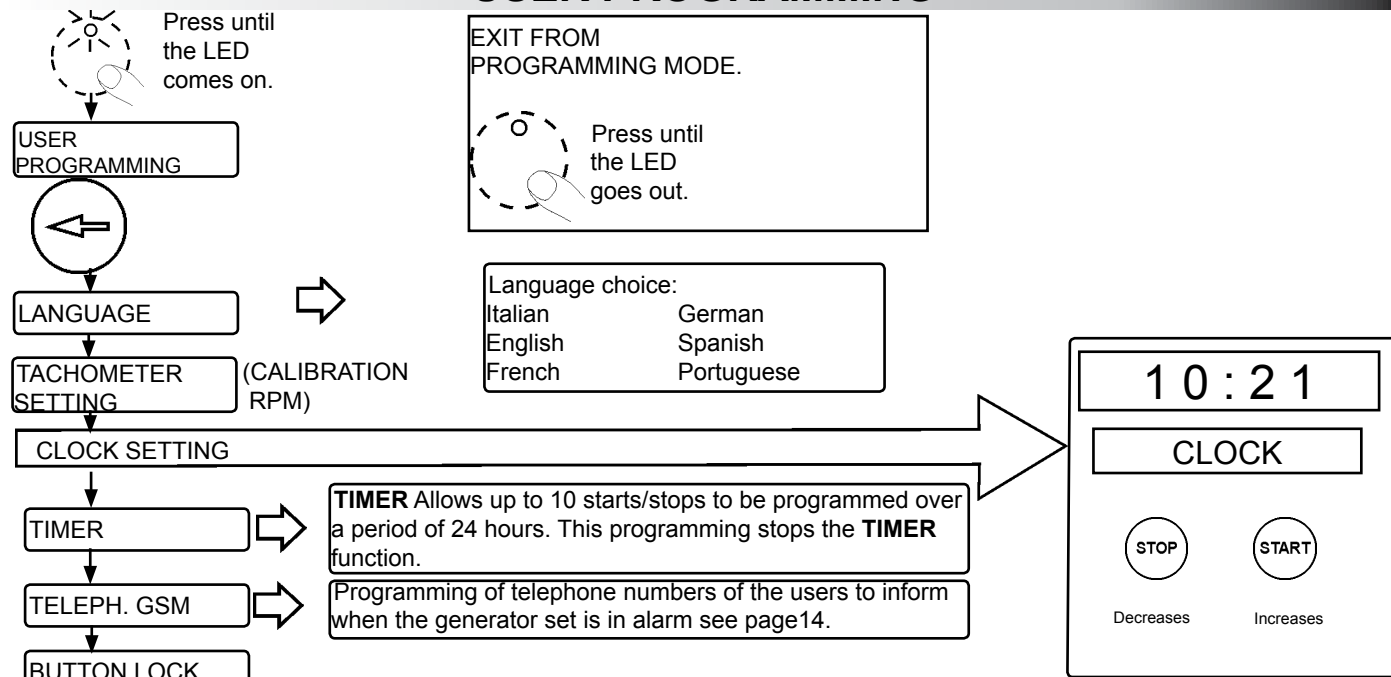 USER PROGRAMMING
Press until
the LED
comes on.
EXIT FROM
PROGRAMMING MODE.
Press until
the LED
goes out.
USER
PROGRAMMING
LANGUAGE
Language choice:
Italian German
English Spanish
French Portuguese
TACHOMETER
SETTING
(CALIBRATION
RPM)
CLOCK SETTING
10:21
CLOCK
STOP START
Decreases Increases
TIMER
TIMER Allows up to 10 starts/stops to be programmed over
a period of 24 hours. This programming stops the TIMER
function.
TELEPH. GSM
Programming of telephone numbers of the users to inform
when the generator set is in alarm see page14.
BUTTON LOCK